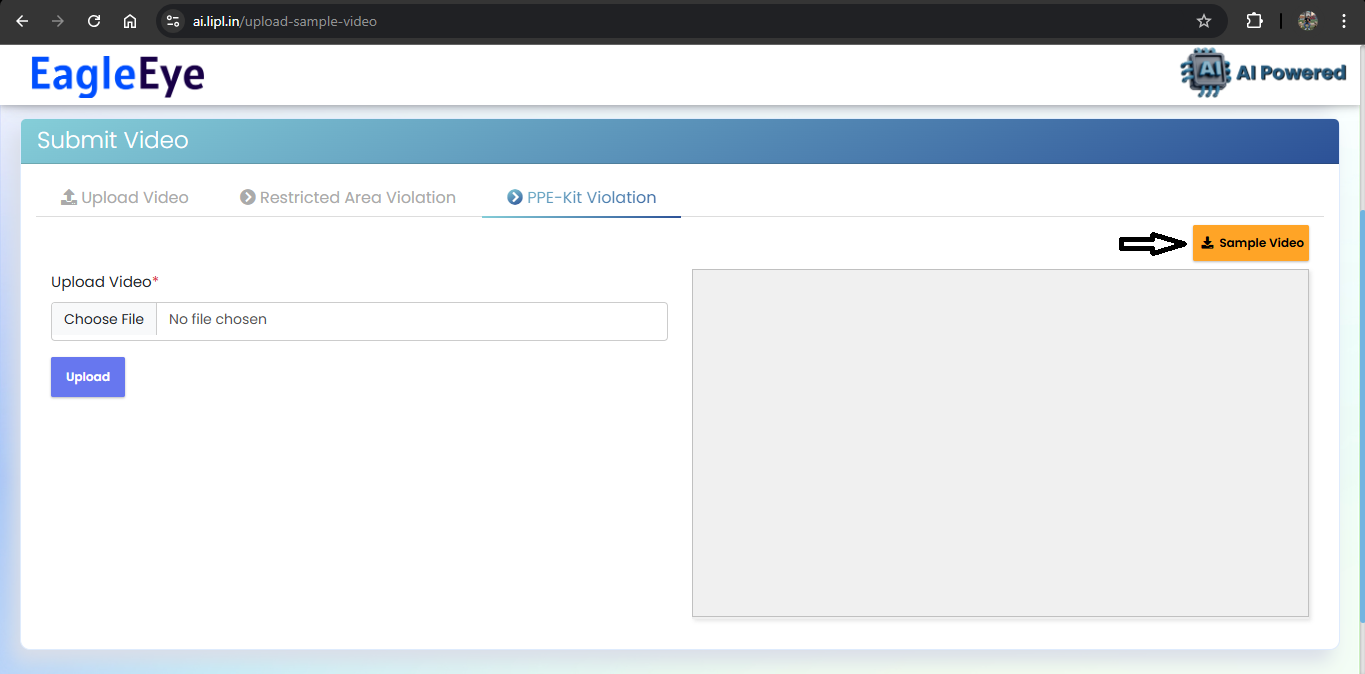 ai.lipl.in/upload-sample-video
EagleEye
AI AI Powered
Submit Video
Upload Video
Restricted Area Violation
PPE-Kit Violation
Sample Video
Upload Video*
Choose File No file chosen
Upload